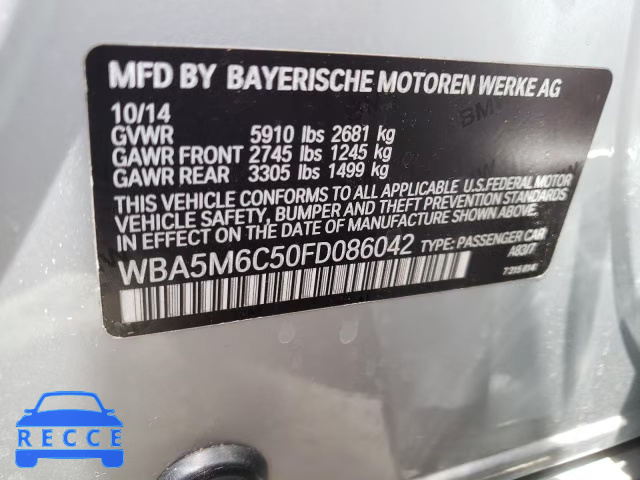 MFD BY BAYERISCHE MOTOREN WERKE AG
10/14
GVWR 5910 lbs 2681 kg
GAWR FRONT 2745 lbs 1245 kg
GAWR REAR 3305 lbs 1499 kg
THIS VEHICLE CONFORMS TO ALL APPLICABLE U.S.FEDERAL MOTOR
VEHICLE SAFETY, BUMPER AND THEFT PREVENTION STANDARDS
IN EFFECT ON THE DATE OF MANUFACTURE SHOWN ABOVE.
WBA5M6C50FD086042 TYPE: PASSENGER CAR
A83/7
RECCE